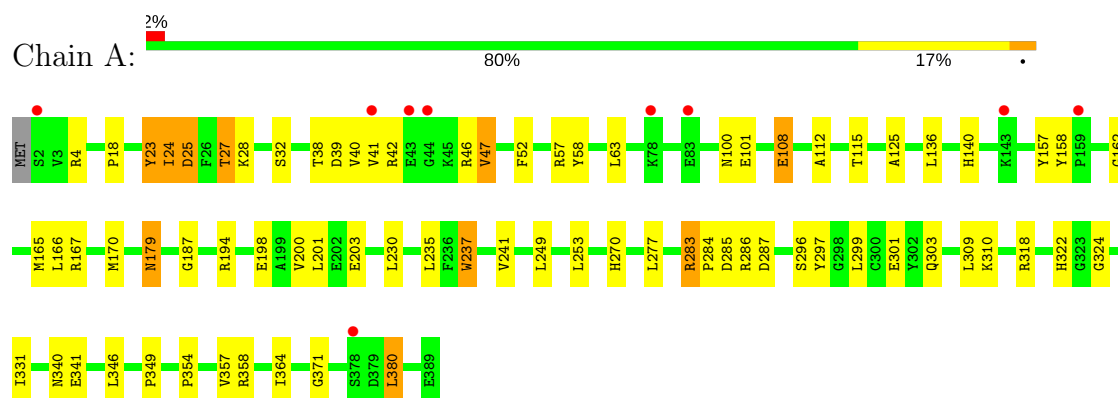 2%
Chain A:
80% 17% •
MET S2 V3 R4 P18 Y23 I24 D25 F26 T27 K28 S32 T38 D39 V40 V41 R42 E43 G44 K45 R46 V47 F52 R57 Y58 L63 K78 E83 N100 E101 E108 A112 T115 A125 L136 H140 K143 Y157 Y158 P159
M165 L166 R167 M170 N179 G187 R194 E198 A199 V200 L201 E202 E203 L230 L235 F236 W237 V241 L249 L253 H270 L277 R283 P284 D285 R286 D287 S296 Y297 G298 L299 C300 E301 Y302 Q303 L309 K310 R318 H322 G323 G324
I331 N340 E341 L346 P349 P354 V357 R358 I364 G371 S378 D379 L380 E389